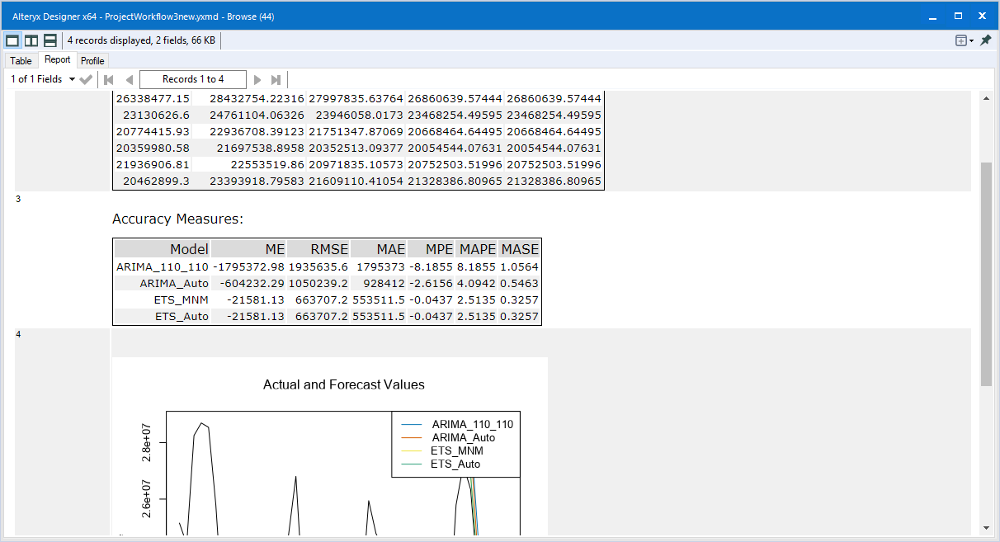 Alteryx Designer x64 - ProjectWorkflow3new.yxmd - Browse (44)
4 records displayed, 2 fields, 66 KB
Table Report Profile
1 of 1 Fields Records 1 to 4
26338477.15 28432754.22316 27997835.63764 26860639.57444 26860639.57444
23130626.6 24761104.06326 23946058.0173 23468254.49595 23468254.49595
20774415.93 22936708.39123 21751347.87069 20668464.64495 20668464.64495
20359980.58 21697538.8958 20352513.09377 20054544.07631 20054544.07631
21936906.81 22553519.86 20971835.10573 20752503.51996 20752503.51996
20462899.3 23393918.79583 21609110.41054 21328386.80965 21328386.80965
3
Accuracy Measures:
Model ME RMSE MAE MPE MAPE MASE
ARIMA_110_110 -1795372.98 1935635.6 1795373 -8.1855 8.1855 1.0564
ARIMA_Auto -604232.29 1050239.2 928412 -2.6156 4.0942 0.5463
ETS_MNM -21581.13 663707.2 553511.5 -0.0437 2.5135 0.3257
ETS_Auto -21581.13 663707.2 553511.5 -0.0437 2.5135 0.3257
4
Actual and Forecast Values
ARIMA_110_110
ARIMA_Auto
ETS_MNM
ETS_Auto
2.8e+07
2.6e+07